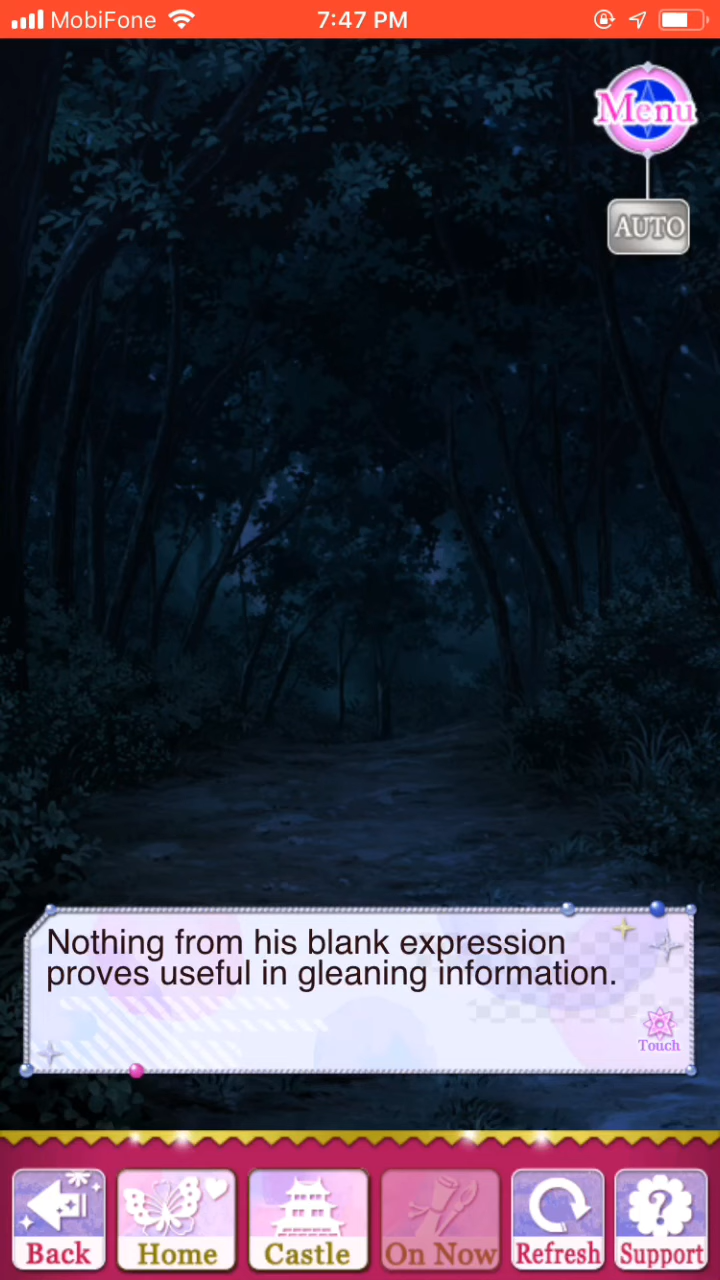 MobiFone
7:47 PM
Menu
AUTO
Nothing from his blank expression
proves useful in gleaning information.
Touch
Back
Home
Castle
On Now
Refresh
Support